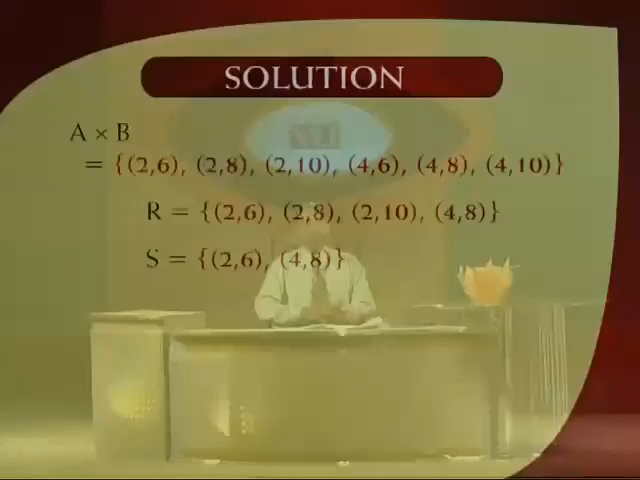 SOLUTION
A × B
= {(2,6), (2,8), (2,10), (4,6), (4,8), (4,10)}
R = {(2,6), (2,8), (2,10), (4,8)}
S = {(2,6), (4,8)}